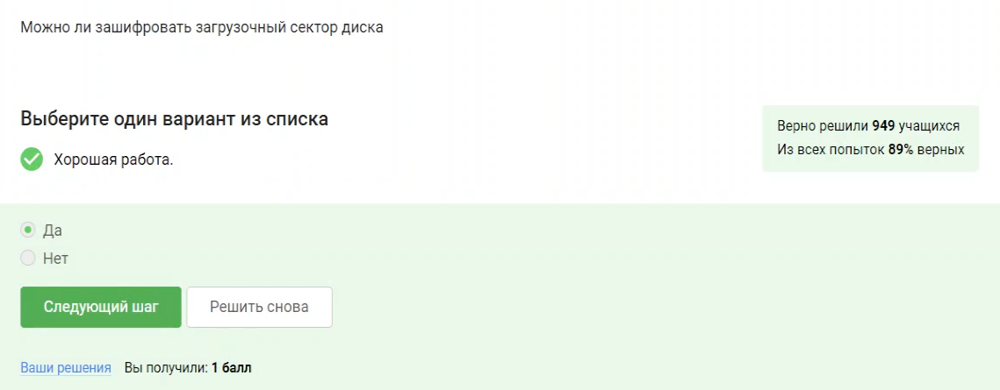 Можно ли зашифровать загрузочный сектор диска
Выберите один вариант из списка
Верно решили 949 учащихся
Из всех попыток 89% верных
Хорошая работа.
Да
Нет
Следующий шаг
Решить снова
Ваши решения Вы получили: 1 балл